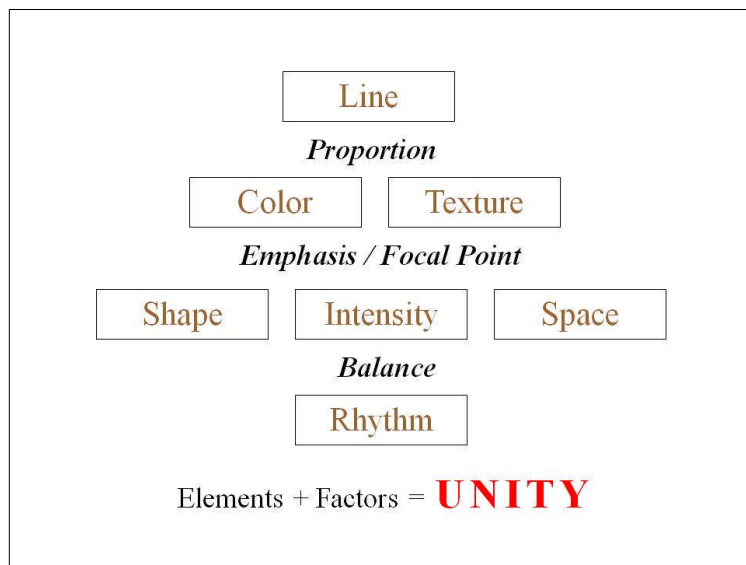 Line
Proportion
Color Texture
Emphasis / Focal Point
Shape Intensity Space
Balance
Rhythm
Elements + Factors = UNITY